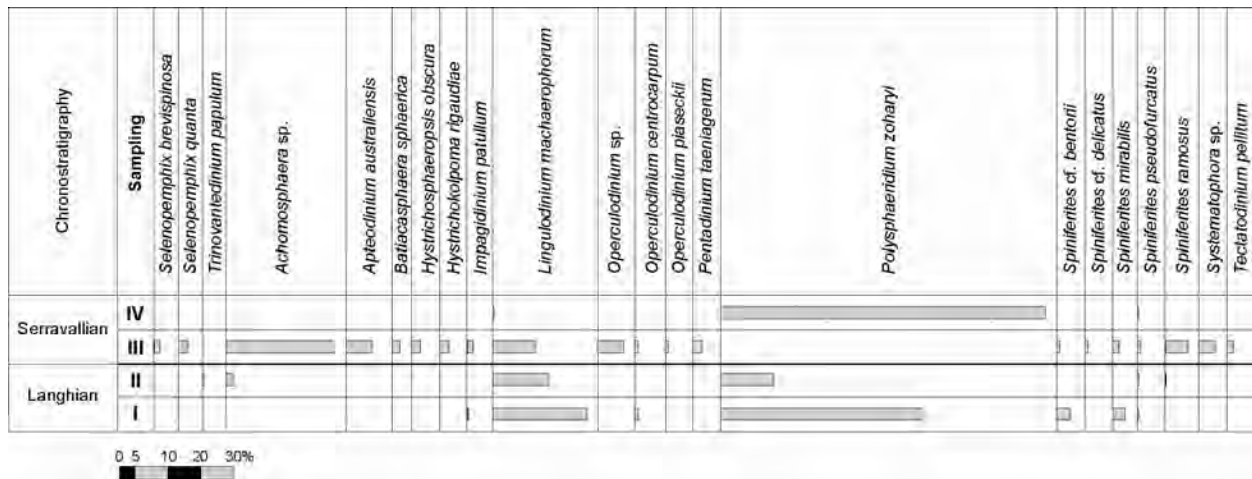 Chronostratigraphy
Sampling
Selenopemphix brevispinosa
Selenopemphix quanta
Trinovantedinium papulum
Achomosphaera sp.
Apteodinium australiensis
Batiacasphaera sphaerica
Hystrichosphaeropsis obscura
Hystrichokolpoma rigaudiae
Impagidinium patulum
Lingulodinium machaerophorum
Operculodinium sp.
Operculodinium centrocarpum
Operculodinium piaseckii
Pentadinium taeniagerum
Polysphaeridium zoharyi
Spiniferites cf. bentorii
Spiniferites cf. delicatus
Spiniferites mirabilis
Spiniferites pseudofurcatus
Spiniferites ramosus
Systematophora sp.
Tectatodinium pellitum
Serravallian
IV
III
Langhian
II
I
0 5 10 20 30%